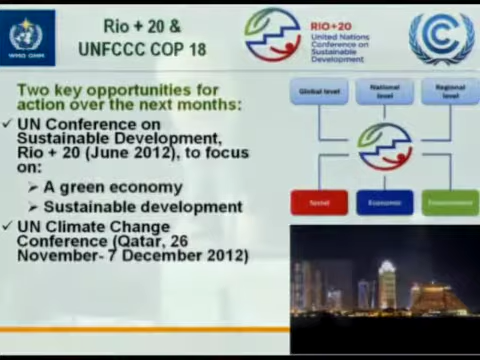 Rio + 20 &
UNFCCC COP 18
WMO OMM
RIO+20
United Nations
Conference on
Sustainable
Development
Two key opportunities for
action over the next months:
✓ UN Conference on
Sustainable Development,
Rio + 20 (June 2012), to focus
on:
➢ A green economy
➢ Sustainable development
✓ UN Climate Change
Conference (Qatar, 26
November- 7 December 2012)
Global level
National
level
Regional
level
Social
Economic